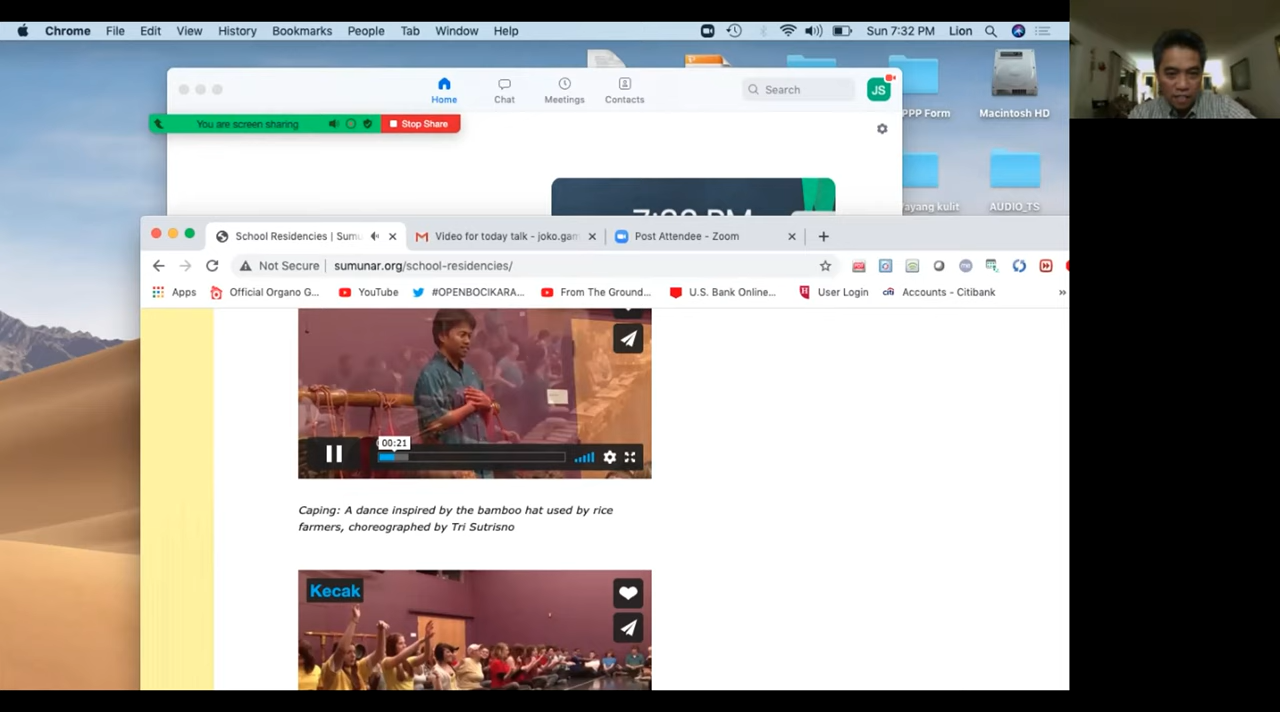 Chrome File Edit View History Bookmarks People Tab Window Help Sun 7:32 PM Lion
Home Chat Meetings Contacts Search JS
PPP Form Macintosh HD
You are screen sharing Stop Share
AUDIO_TS
School Residencies | Sumu Video for today talk - joko.gam Post Attendee - Zoom
Not Secure sumunar.org/school-residencies/
Apps Official Organo G... YouTube #OPENBOCIKARA... From The Ground... U.S. Bank Online... User Login Accounts - Citibank
00:21
Caping: A dance inspired by the bamboo hat used by rice
farmers, choreographed by Tri Sutrisno
Kecak